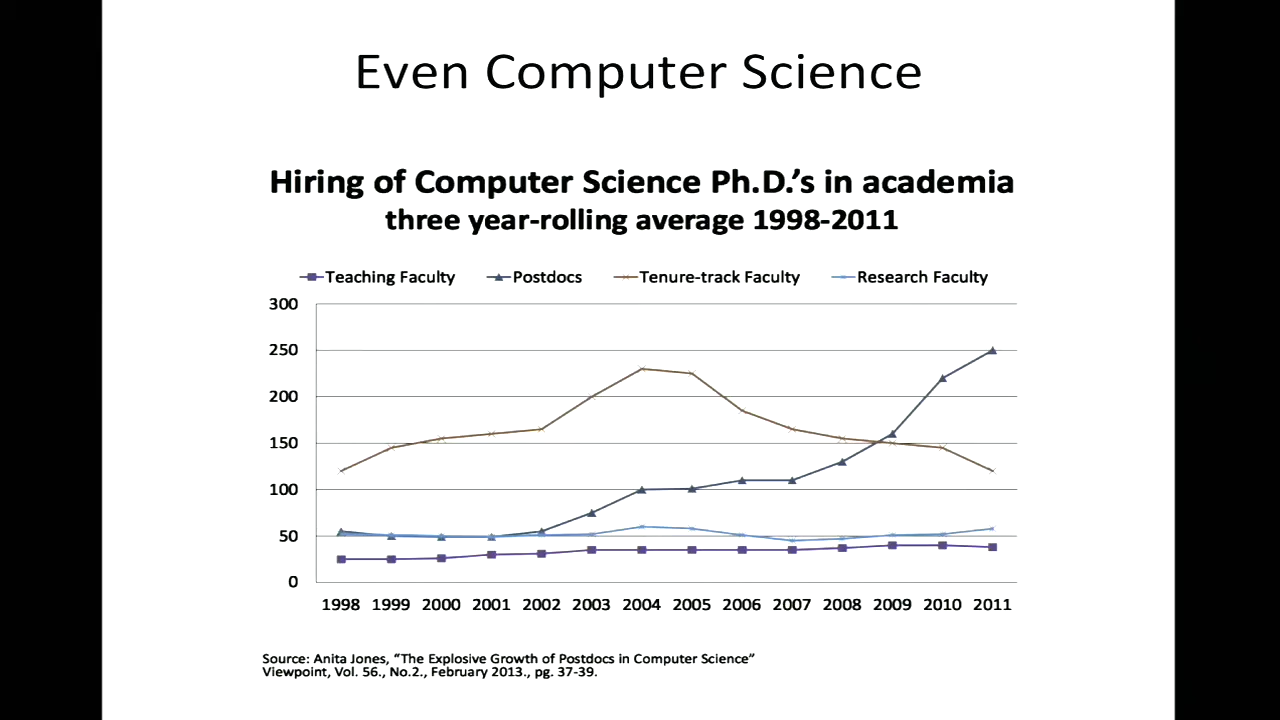 Even Computer Science
Hiring of Computer Science Ph.D.'s in academia
three year-rolling average 1998-2011
Teaching Faculty Postdocs Tenure-track Faculty Research Faculty
300
250
200
150
100
50
0
1998 1999 2000 2001 2002 2003 2004 2005 2006 2007 2008 2009 2010 2011
Source: Anita Jones, “The Explosive Growth of Postdocs in Computer Science”
Viewpoint, Vol. 56., No.2., February 2013., pg. 37-39.